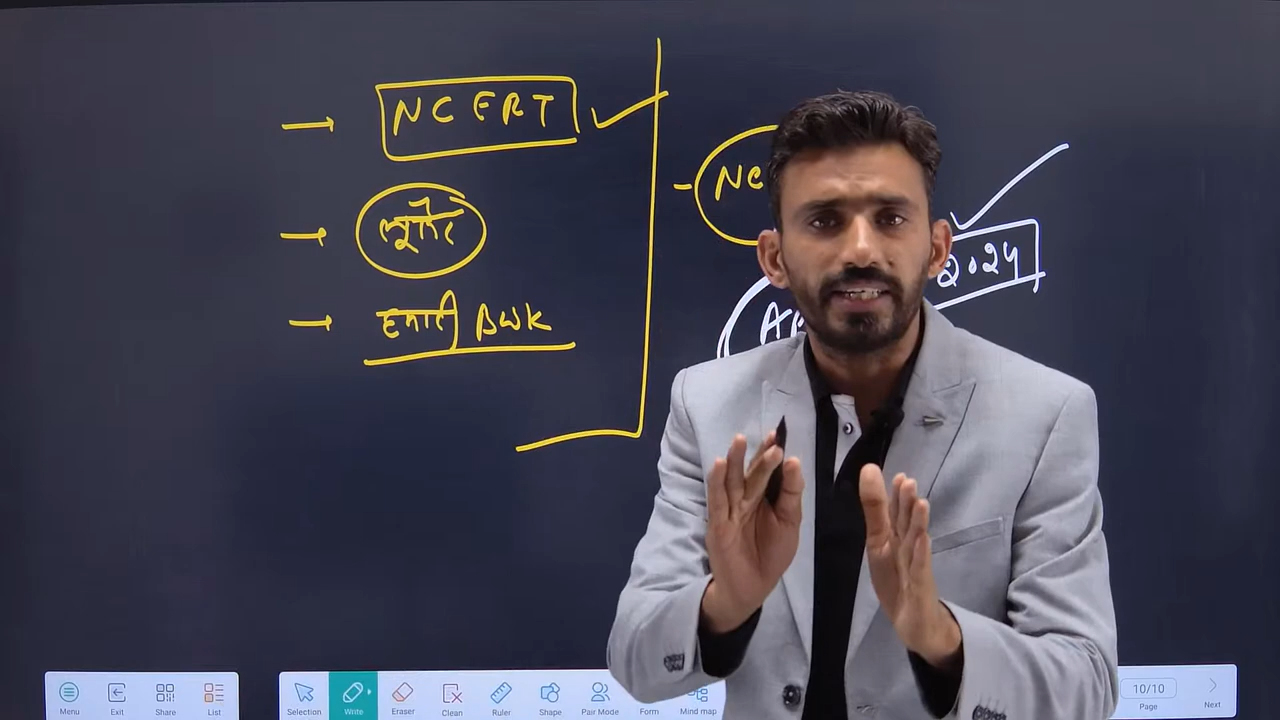 → NCERT ✓
→
→ हमारी BWK
- NC
2024 ✓
A
Menu Exit Share List
Selection Write Eraser Clean Ruler Shape Pair Mode Form Mind map
10/10 Page Next